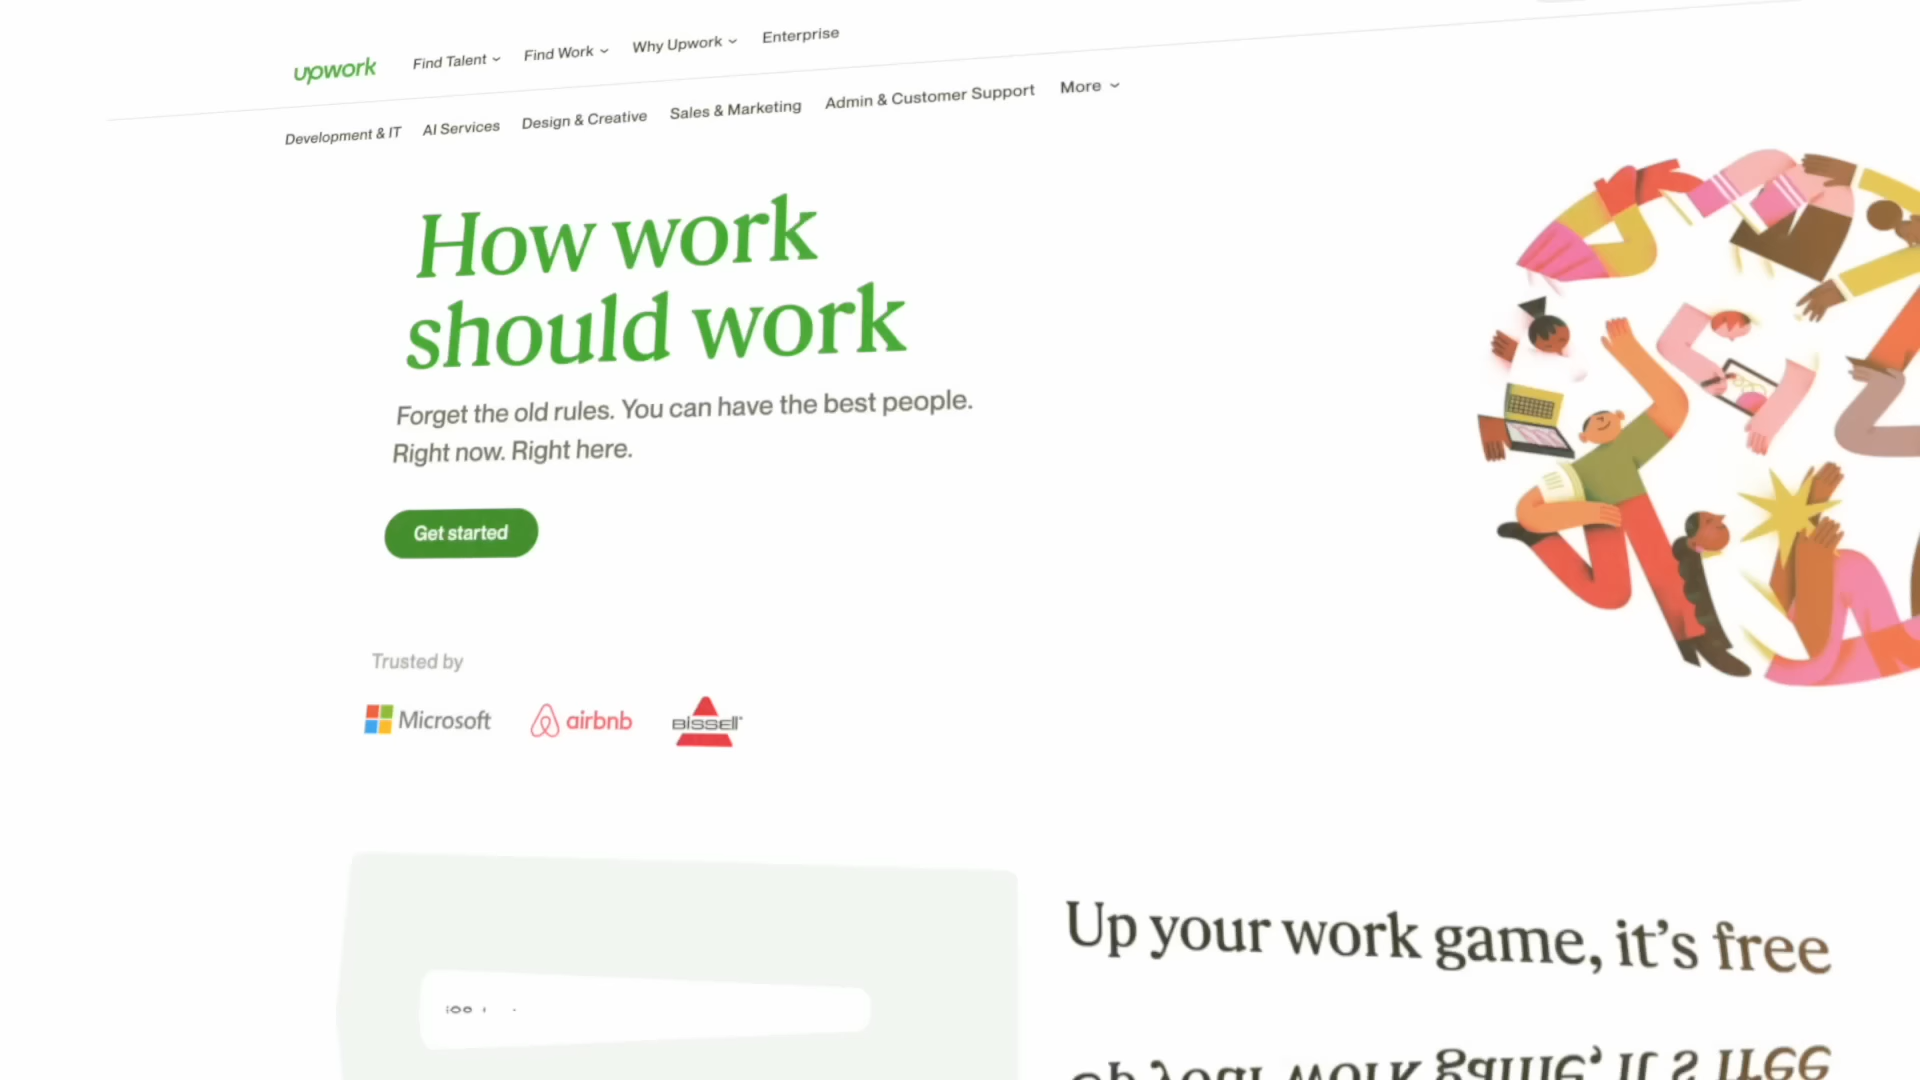 upwork
Find Talent
Find Work
Why Upwork
Enterprise
Development & IT
AI Services
Design & Creative
Sales & Marketing
Admin & Customer Support
More
How work
should work
Forget the old rules. You can have the best people.
Right now. Right here.
Get started
Trusted by
Microsoft
airbnb
BISSELL
Up your work game, it's free